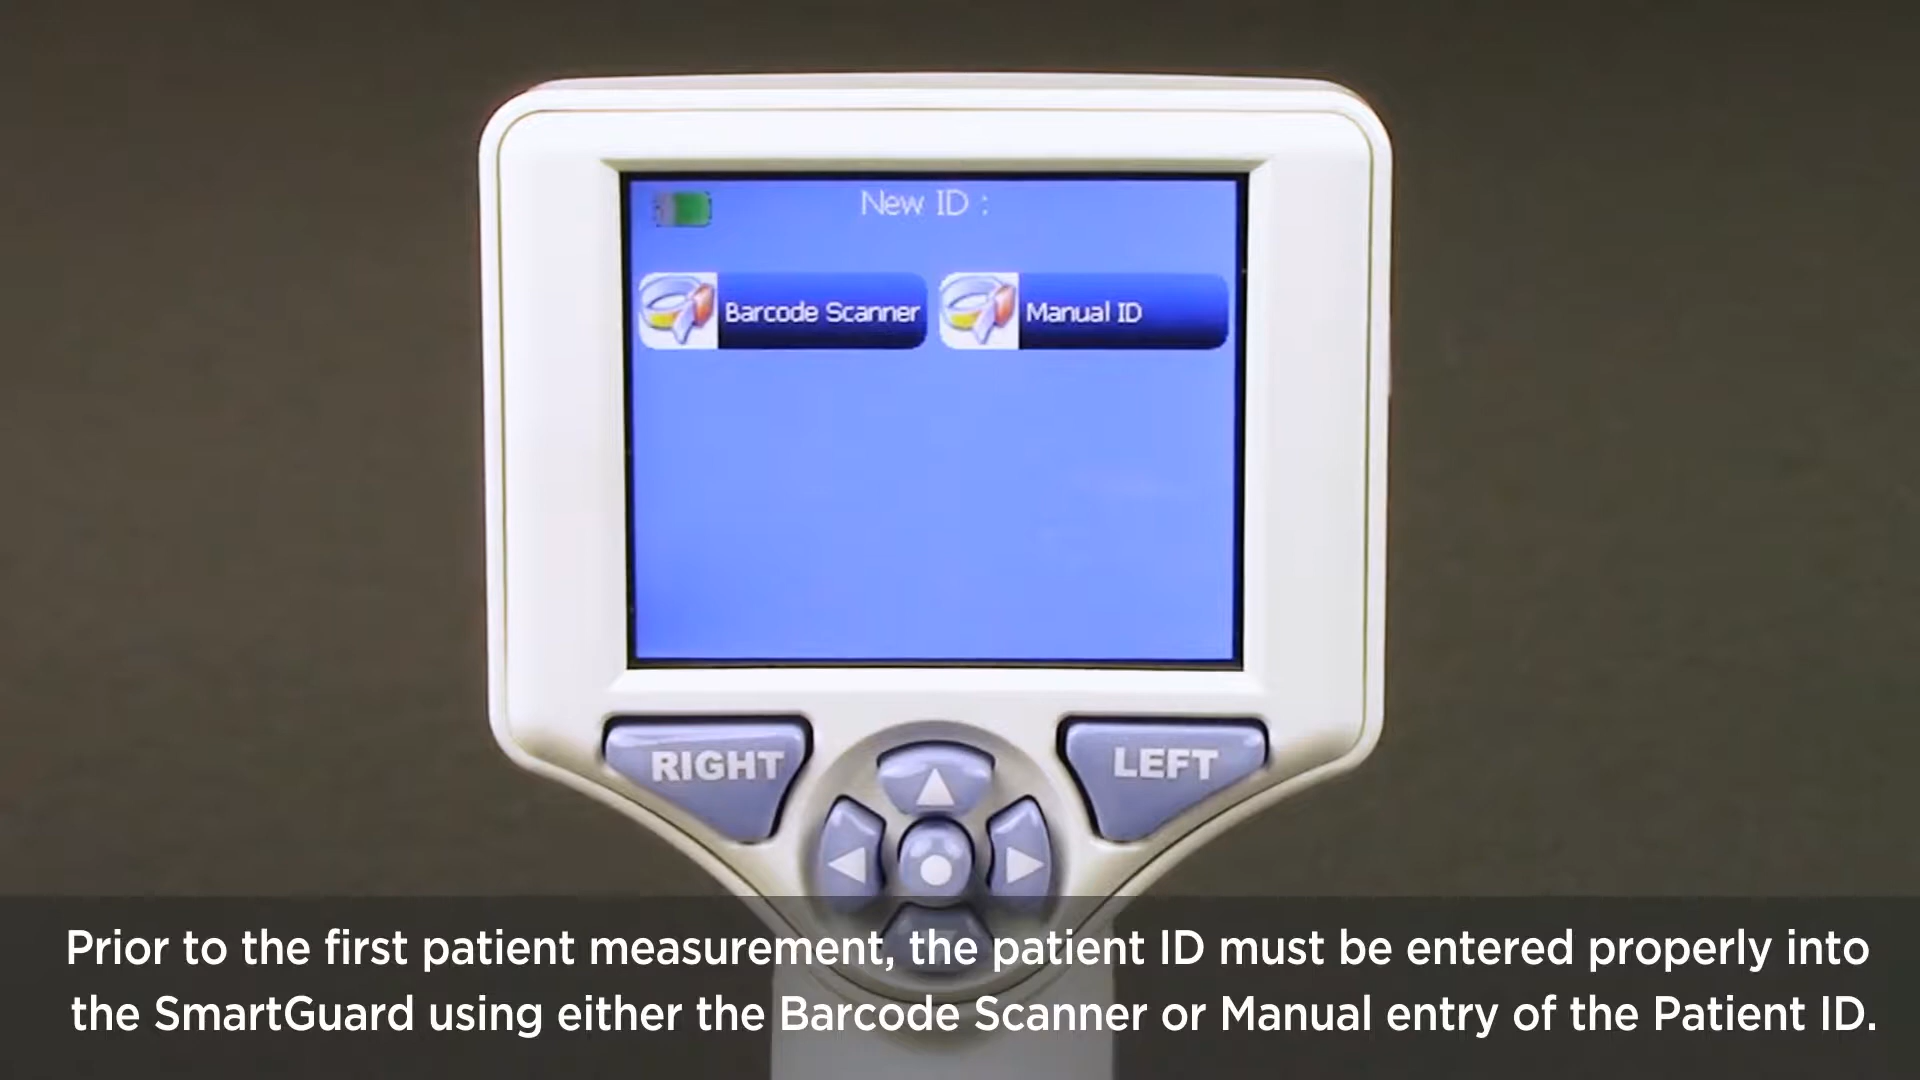 New ID :
Barcode Scanner
Manual ID
RIGHT
LEFT
Prior to the first patient measurement, the patient ID must be entered properly into
the SmartGuard using either the Barcode Scanner or Manual entry of the Patient ID.